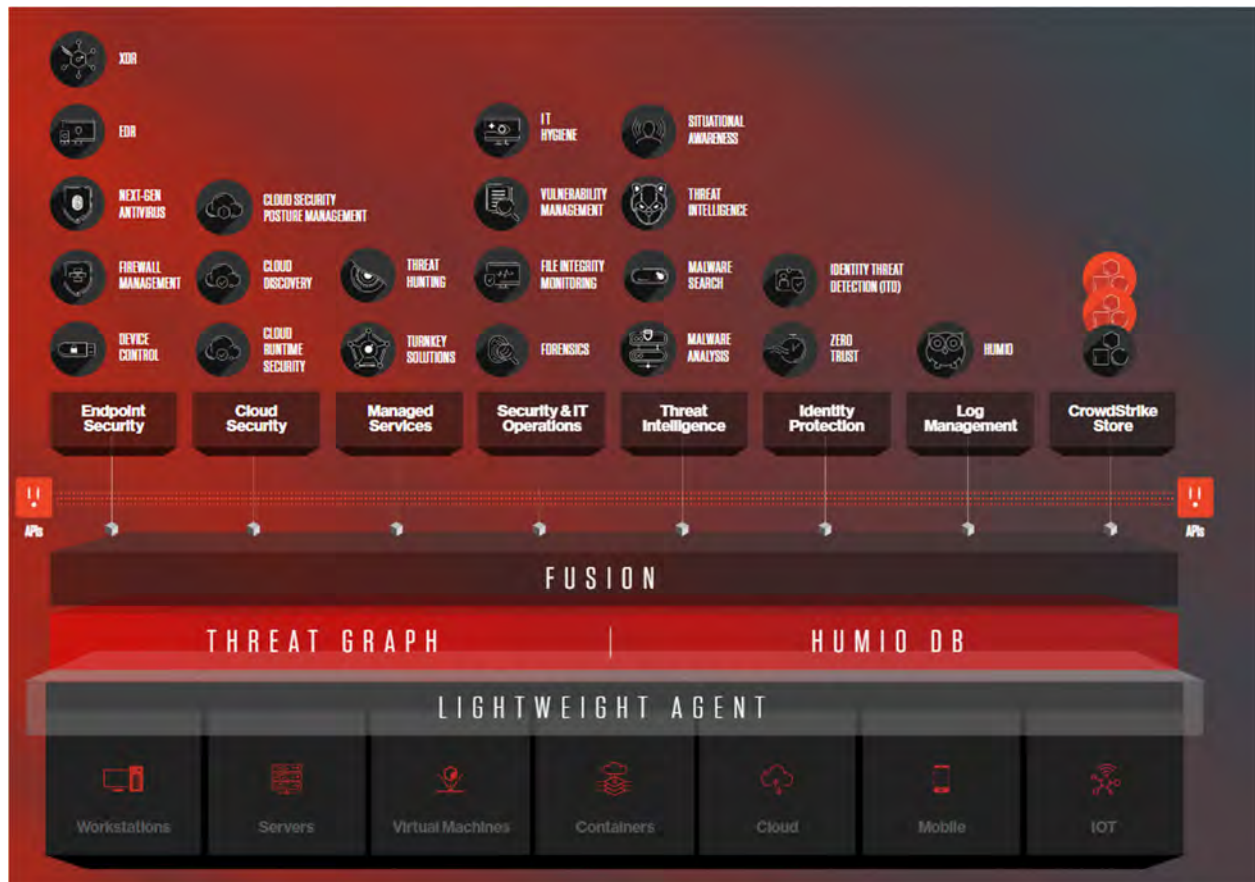 XDR
EDR
NEXT-GEN
ANTIVIRUS
FIREWALL
MANAGEMENT
DEVICE
CONTROL
CLOUD SECURITY
POSTURE MANAGEMENT
CLOUD
DISCOVERY
CLOUD
RUNTIME
SECURITY
THREAT
HUNTING
TURNKEY
SOLUTIONS
IT
HYGIENE
VULNERABILITY
MANAGEMENT
FILE INTEGRITY
MONITORING
FORENSICS
SITUATIONAL
AWARENESS
THREAT
INTELLIGENCE
MALWARE
SEARCH
MALWARE
ANALYSIS
IDENTITY THREAT
DETECTION (ITD)
ZERO
TRUST
HUMIO
Endpoint
Security
Cloud
Security
Managed
Services
Security & IT
Operations
Threat
Intelligence
Identity
Protection
Log
Management
CrowdStrike
Store
APIs
APIs
FUSION
THREAT GRAPH | HUMIO DB
LIGHTWEIGHT AGENT
Workstations
Servers
Virtual Machines
Containers
Cloud
Mobile
IOT